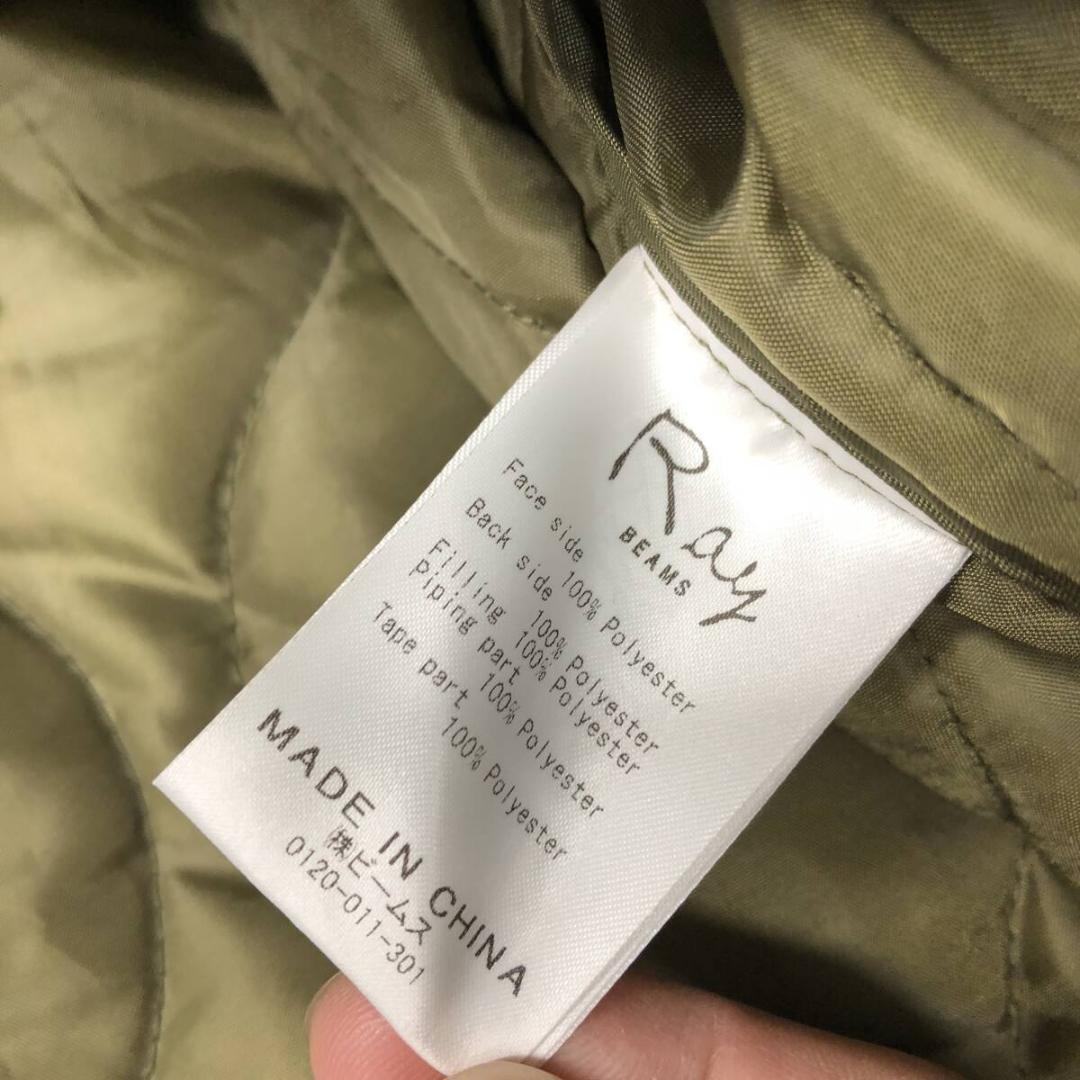 Ray
BEAMS
Face side
100% Polyester
Back side
100% Polyester
Filling
100% Polyester
Piping part
100% Polyester
Tape part
100% Polyester
MADE IN CHINA
㈱ビームス
0120-011-301